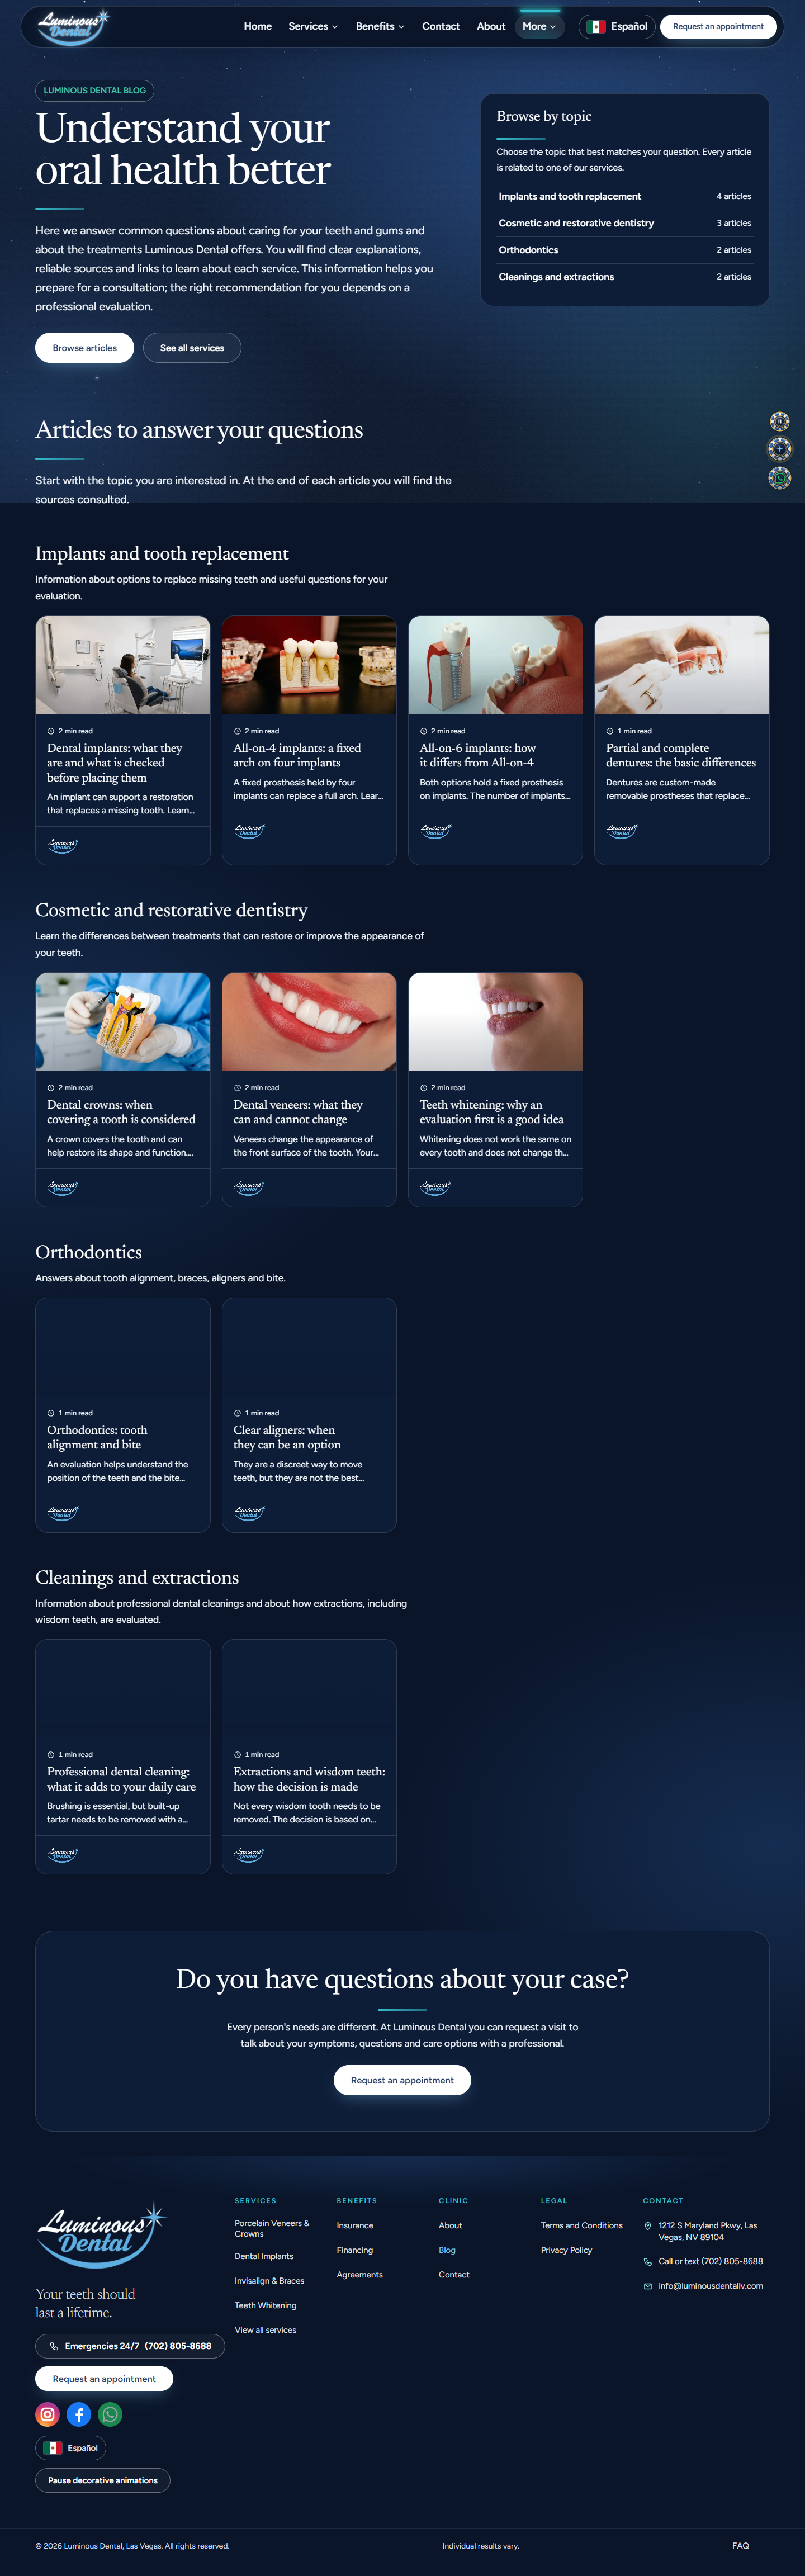 Luminous
Dental
Home
Services
Benefits
Contact
About
More
Español
Request an appointment
LUMINOUS DENTAL BLOG
Understand your
oral health better
Here we answer common questions about caring for your teeth and gums and
about the treatments Luminous Dental offers. You will find clear explanations,
reliable sources and links to learn about each service. This information helps you
prepare for a consultation; the right recommendation for you depends on a
professional evaluation.
Browse articles
See all services
Browse by topic
Choose the topic that best matches your question. Every article
is related to one of our services.
Implants and tooth replacement 4 articles
Cosmetic and restorative dentistry 3 articles
Orthodontics 2 articles
Cleanings and extractions 2 articles
Articles to answer your questions
Start with the topic you are interested in. At the end of each article you will find the
sources consulted.
Implants and tooth replacement
Information about options to replace missing teeth and useful questions for your
evaluation.
2 min read
Dental implants: what they
are and what is checked
before placing them
An implant can support a restoration
that replaces a missing tooth. Learn...
Luminous
Dental
2 min read
All-on-4 implants: a fixed
arch on four implants
A fixed prosthesis held by four
implants can replace a full arch. Lear...
Luminous
Dental
2 min read
All-on-6 implants: how
it differs from All-on-4
Both options hold a fixed prosthesis
on implants. The number of implants...
Luminous
Dental
1 min read
Partial and complete
dentures: the basic differences
Dentures are custom-made
removable prostheses that replace...
Luminous
Dental
Cosmetic and restorative dentistry
Learn the differences between treatments that can restore or improve the appearance of
your teeth.
2 min read
Dental crowns: when
covering a tooth is considered
A crown covers the tooth and can
help restore its shape and function....
Luminous
Dental
2 min read
Dental veneers: what they
can and cannot change
Veneers change the appearance of
the front surface of the tooth. Your...
Luminous
Dental
2 min read
Teeth whitening: why an
evaluation first is a good idea
Whitening does not work the same on
every tooth and does not change th...
Luminous
Dental
Orthodontics
Answers about tooth alignment, braces, aligners and bite.
1 min read
Orthodontics: tooth
alignment and bite
An evaluation helps understand the
position of the teeth and the bite...
Luminous
Dental
1 min read
Clear aligners: when
they can be an option
They are a discreet way to move
teeth, but they are not the best...
Luminous
Dental
Cleanings and extractions
Information about professional dental cleanings and about how extractions, including
wisdom teeth, are evaluated.
1 min read
Professional dental cleaning:
what it adds to your daily care
Brushing is essential, but built-up
tartar needs to be removed with a...
Luminous
Dental
1 min read
Extractions and wisdom teeth:
how the decision is made
Not every wisdom tooth needs to be
removed. The decision is based on...
Luminous
Dental
Do you have questions about your case?
Every person's needs are different. At Luminous Dental you can request a visit to
talk about your symptoms, questions and care options with a professional.
Request an appointment
Luminous
Dental
Your teeth should
last a lifetime.
Emergencies 24/7 (702) 805-8688
Request an appointment
Español
Pause decorative animations
SERVICES
Porcelain Veneers &
Crowns
Dental Implants
Invisalign & Braces
Teeth Whitening
View all services
BENEFITS
Insurance
Financing
Agreements
CLINIC
About
Blog
Contact
LEGAL
Terms and Conditions
Privacy Policy
CONTACT
1212 S Maryland Pkwy, Las
Vegas, NV 89104
Call or text (702) 805-8688
info@luminousdentallv.com
© 2026 Luminous Dental, Las Vegas. All rights reserved.
Individual results vary.
FAQ